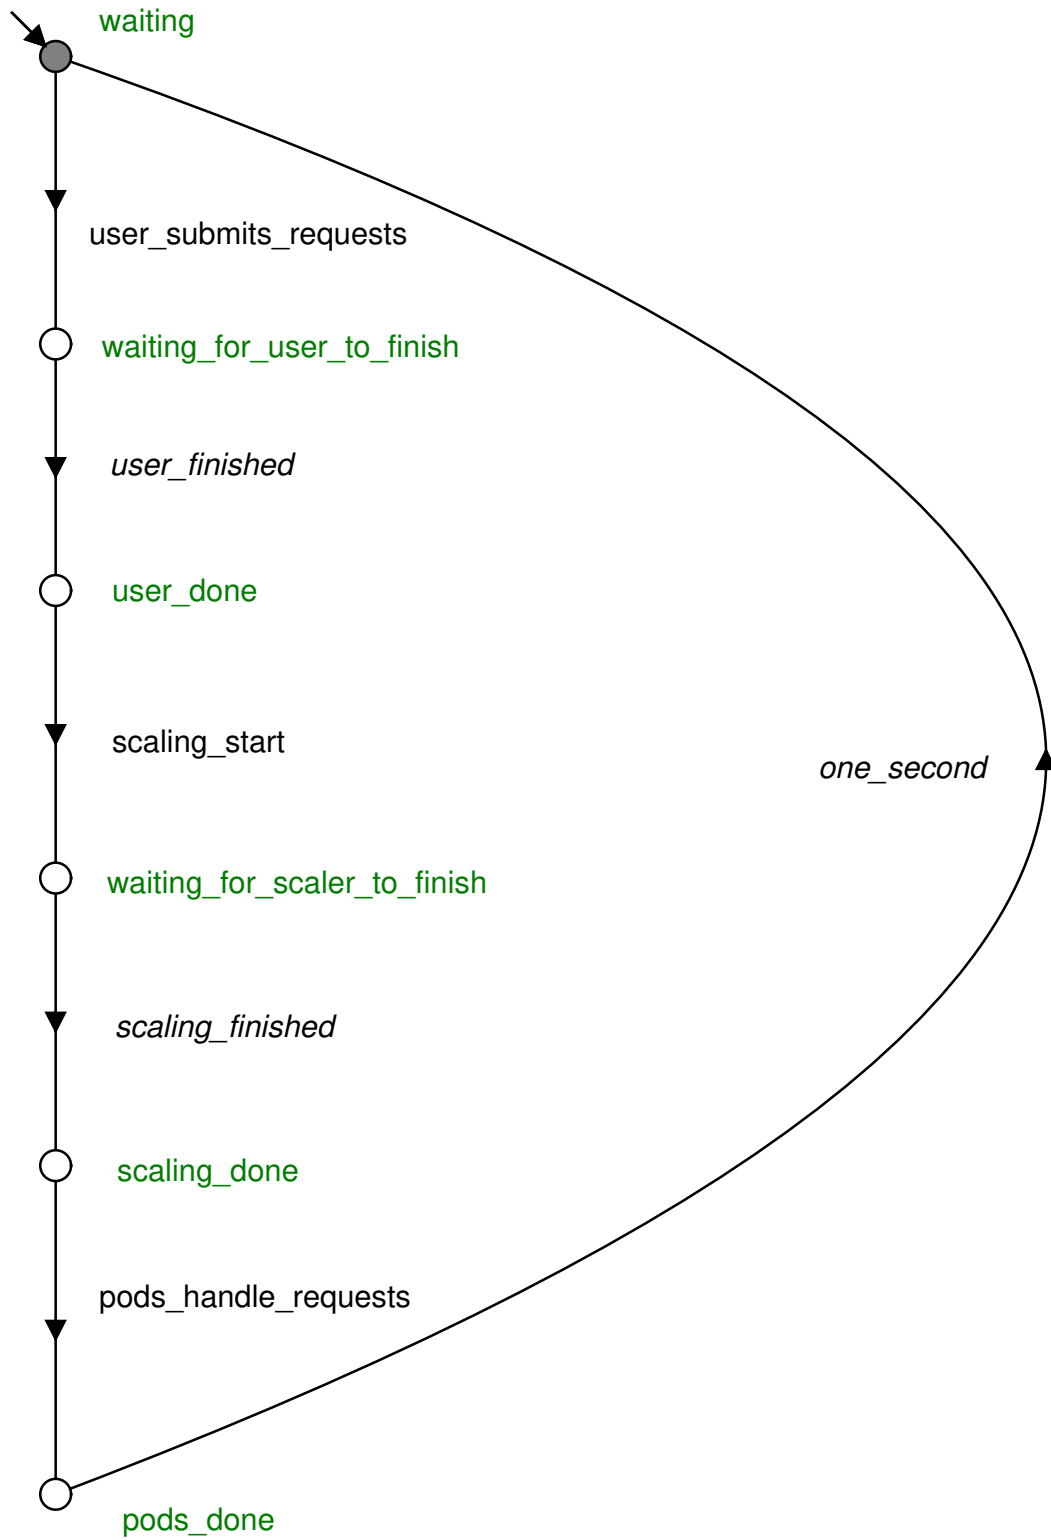 waiting
user_submits_requests
waiting_for_user_to_finish
user_finished
user_done
scaling_start
one_second
waiting_for_scaler_to_finish
scaling_finished
scaling_done
pods_handle_requests
pods_done